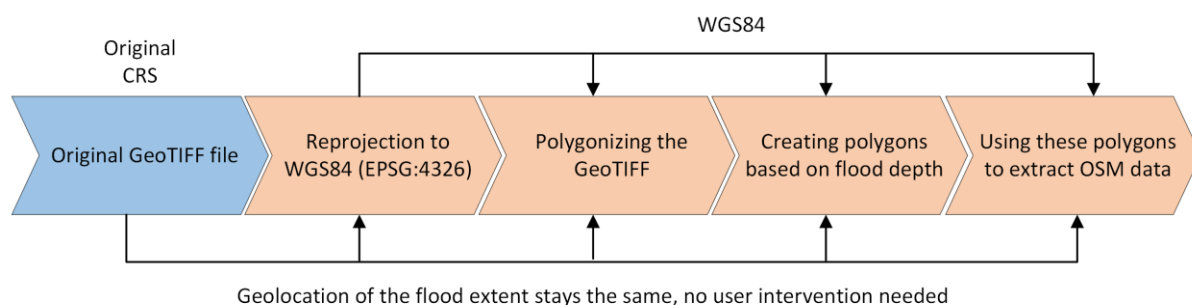 WGS84
Original
CRS
Original GeoTIFF file
Reprojection to
WGS84 (EPSG:4326)
Polygonizing the
GeoTIFF
Creating polygons
based on flood depth
Using these polygons
to extract OSM data
Geolocation of the flood extent stays the same, no user intervention needed